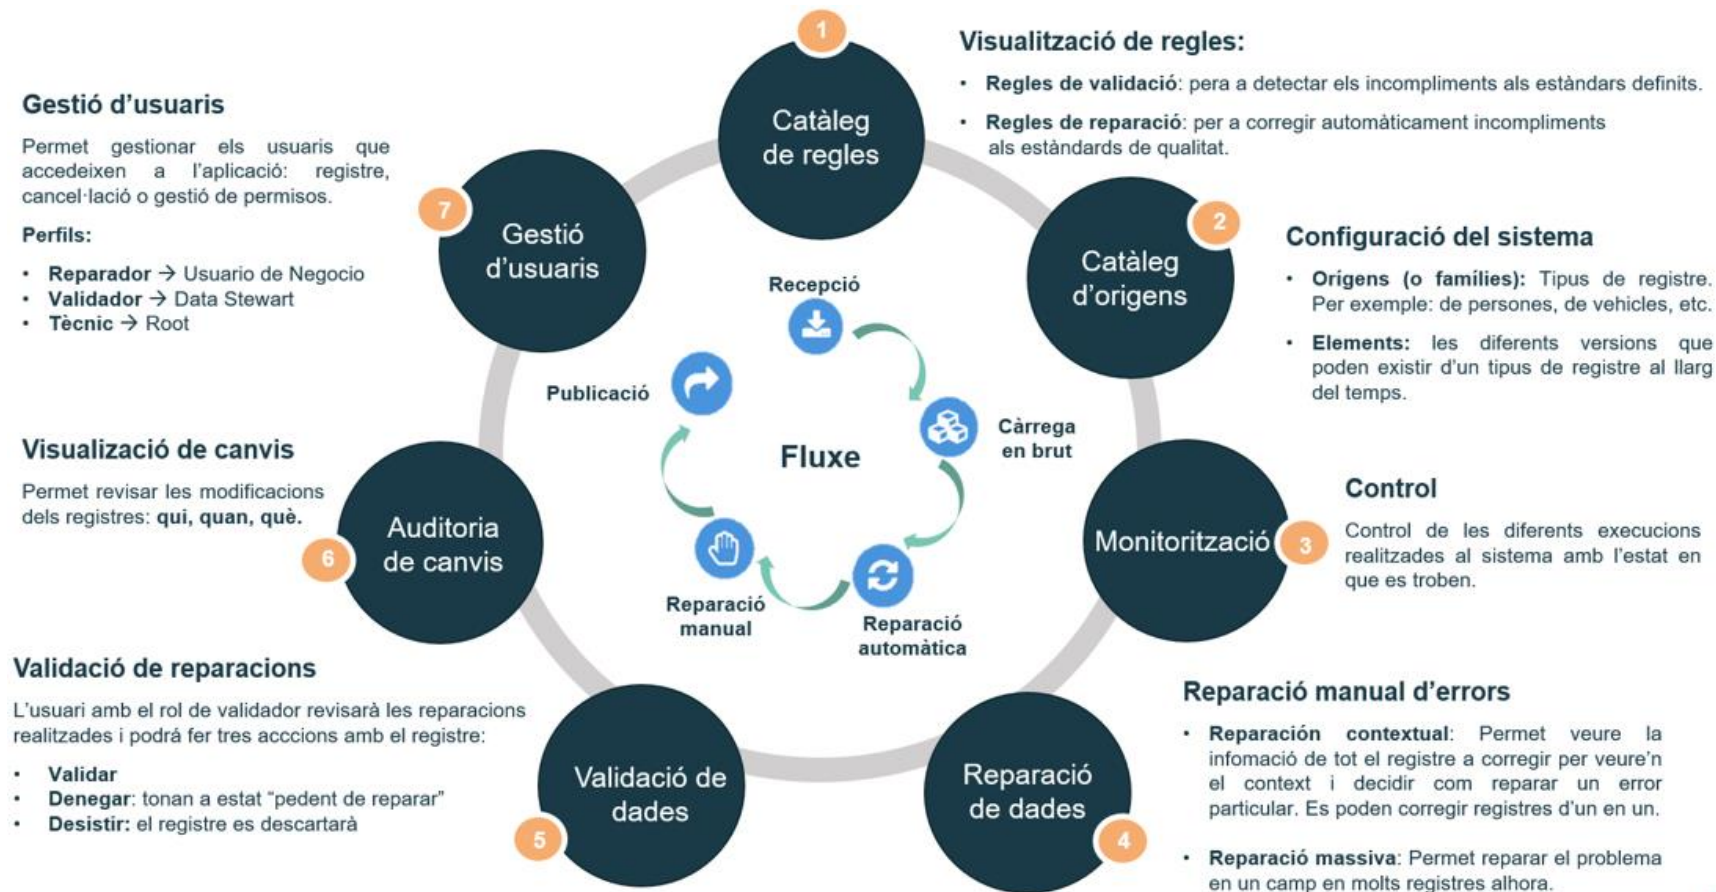 1
Catàleg
de regles
Visualització de regles:
• Regles de validació: pera a detectar els incompliments als estàndars definits.
• Regles de reparació: per a corregir automàticament incompliments
als estàndards de qualitat.
2
Catàleg
d’origens
Configuració del sistema
• Orígens (o famílies): Tipus de registre.
Per exemple: de persones, de vehicles, etc.
• Elements: les diferents versions que
poden existir d’un tipus de registre al llarg
del temps.
Monitorització
3
Control
Control de les diferents execucions
realitzades al sistema amb l’estat en
que es troben.
Reparació
de dades
4
Reparació manual d’errors
• Reparación contextual: Permet veure la
infomació de tot el registre a corregir per veure’n
el context i decidir com reparar un error
particular. Es poden corregir registres d’un en un.
• Reparació massiva: Permet reparar el problema
en un camp en molts registres alhora.
Validació de
dades
5
Validació de reparacions
L’usuari amb el rol de validador revisarà les reparacions
realitzades i podrá fer tres acccions amb el registre:
• Validar
• Denegar: tonan a estat “pedent de reparar”
• Desistir: el registre es descartarà
Auditoria
de canvis
6
Visualizació de canvis
Permet revisar les modificacions
dels registres: qui, quan, què.
Gestió
d’usuaris
7
Gestió d’usuaris
Permet gestionar els usuaris que
accedeixen a l’aplicació: registre,
cancel·lació o gestió de permisos.
Perfils:
• Reparador → Usuario de Negocio
• Validador → Data Stewart
• Tècnic → Root
Fluxe
Recepció
Càrrega
en brut
Reparació
automàtica
Reparació
manual
Publicació